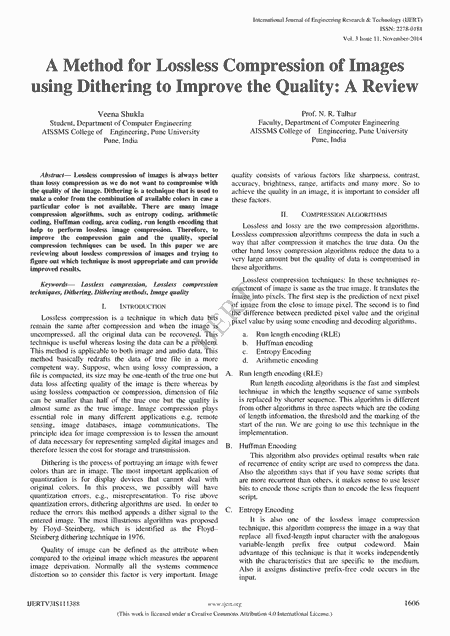 International Journal of Engineering Research & Technology (IJERT)
ISSN: 2278-0181
Vol. 3 Issue 11, November-2014
A Method for Lossless Compression of Images
using Dithering to Improve the Quality: A Review
Veena Shukla
Student, Department of Computer Engineering
AISSMS College of Engineering, Pune University
Pune, India
Prof. N. R. Talhar
Faculty, Department of Computer Engineering
AISSMS College of Engineering, Pune University
Pune, India
Abstract— Lossless compression of images is always better
than lossy compression as we do not want to compromise with
the quality of the image. Dithering is a technique that is used to
make a color from the combination of available colors in case a
particular color is not available. There are many image
compression algorithms, such as entropy coding, arithmetic
coding, Huffman coding, area coding, run length encoding that
help to perform lossless image compression. Therefore, to
improve the compression gain and the quality, special
compression techniques can be used. In this paper we are
reviewing about lossless compression of images and trying to
figure out which technique is most appropriate and can provide
improved results.
Keywords— Lossless compression, Lossless compression
techniques, Dithering, Dithering methods, Image quality
I. INTRODUCTION
Lossless compression is a technique in which data bits
remain the same after compression and when the image is
uncompressed, all the original data can be recovered. This
technique is useful whereas losing the data can be a problem.
This method is applicable to both image and audio data. This
method basically redrafts the data of true file in a more
competent way. Suppose, when using lossy compression, a
file is compacted, its size may be one-tenth of the true one but
data loss affecting quality of the image is there whereas by
using lossless compaction or compression, dimension of file
can be smaller than half of the true one but the quality is
almost same as the true image. Image compression plays
essential role in many different applications e.g. remote
sensing, image databases, image communications. The
principle idea for image compression is to lessen the amount
of data necessary for representing sampled digital images and
therefore lessen the cost for storage and transmission.
Dithering is the process of portraying an image with fewer
colors than are in image. The most important application of
quantization is for display devices that cannot deal with
original colors. In this process, we possibly will have
quantization errors, e.g., misrepresentation. To rise above
quantization errors, dithering algorithms are used. In order to
reduce the errors this method appends a dither signal to the
entered image. The most illustrious algorithm was proposed
by Floyd-Steinberg, which is identified as the Floyd–
Steinberg dithering technique in 1976.
Quality of image can be defined as the attribute when
compared to the original image which measures the apparent
image deprivation. Normally all the systems commence
distortion so to consider this factor is very important. Image
quality consists of various factors like sharpness, contrast,
accuracy, brightness, range, artifacts and many more. So to
achieve the quality in an image, it is important to consider all
these factors.
II. COMPRESSION ALGORITHMS
Lossless and lossy are the two compression algorithms.
Lossless compression algorithms compress the data in such a
way that after compression it matches the true data. On the
other hand lossy compression algorithms reduce the data to a
very large amount but the quality of data is compromised in
these algorithms.
Lossless compression techniques: In these techniques re-
enactment of image is same as the true image. It translates the
image into pixels. The first step is the prediction of next pixel
of image from the close to image pixel. The second is to find
the difference between predicted pixel value and the original
pixel value by using some encoding and decoding algorithms.
a. Run length encoding (RLE)
b. Huffman encoding
c. Entropy Encoding
d. Arithmetic encoding
A. Run length encoding (RLE)
Run length encoding algorithms is the fast and simplest
technique in which the lengthy sequence of same symbols
is replaced by shorter sequence. This algorithm is different
from other algorithms in three aspects which are the coding
of length information, the threshold and the marking of the
start of the run. We are going to use this technique in the
implementation.
B. Huffman Encoding
This algorithm also provides optimal results when rate
of recurrence of entity script are used to compress the data.
Also the algorithm says that if you have some scripts that
are more recurrent than others, it makes sense to use lesser
bits to encode those scripts than to encode the less frequent
script.
C. Entropy Encoding
It is also one of the lossless image compression
technique, this algorithm compress the image in a way that
replace all fixed-length input character with the analogous
variable-length prefix free output codeword. Main
advantage of this technique is that it works independently
with the characteristics that are specific to the medium.
Also it assigns distinctive prefix-free code occurs in the
input.
IJERTV3IS111388
www.ijert.org
1606
(This work is licensed under a Creative Commons Attribution 4.0 International License.)